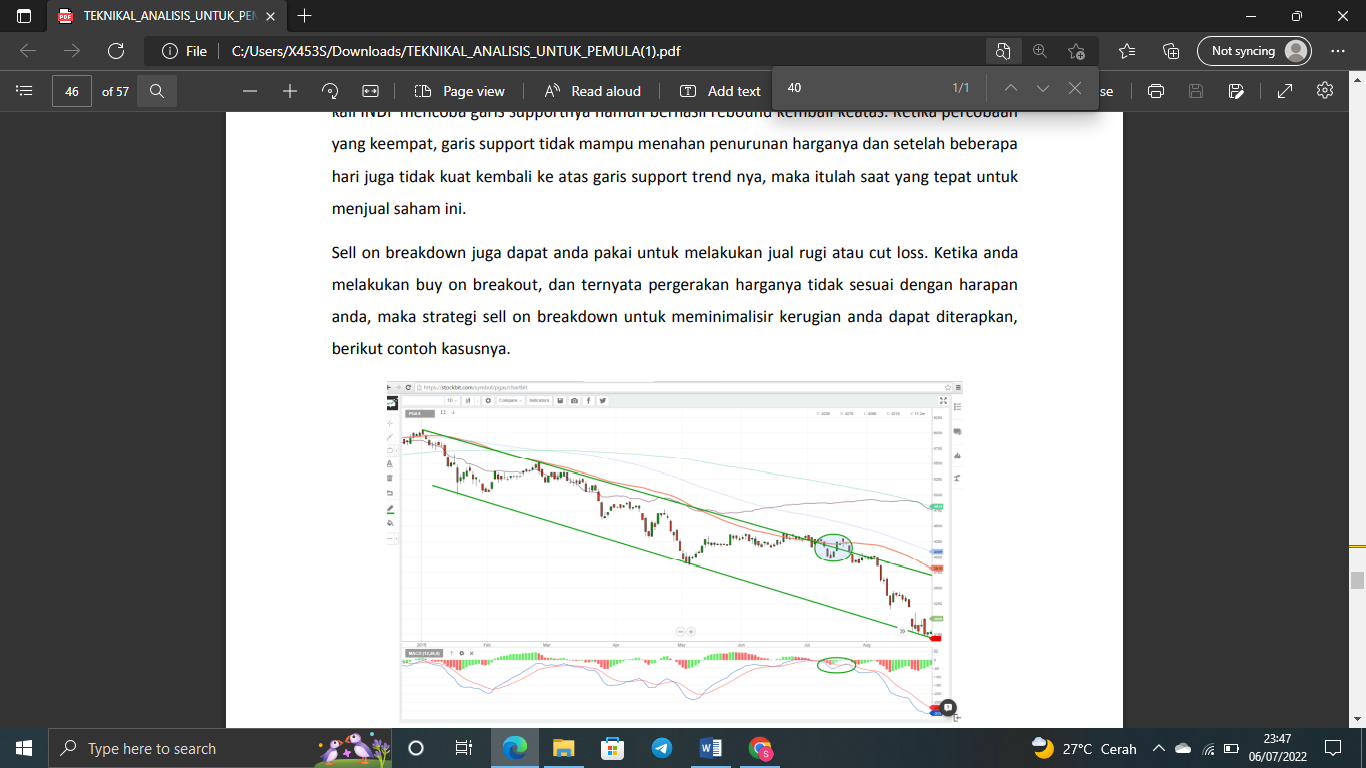 TEKNIKAL_ANALISIS_UNTUK_PEM
File C:/Users/X453S/Downloads/TEKNIKAL_ANALISIS_UNTUK_PEMULA(1).pdf
Not syncing
46 of 57
Page view
Read aloud
Add text
40 1/1
kali INDF mencoba garis supportnya namun berhasil rebound kembali keatas. Ketika percobaan
yang keempat, garis support tidak mampu menahan penurunan harganya dan setelah beberapa
hari juga tidak kuat kembali ke atas garis support trend nya, maka itulah saat yang tepat untuk
menjual saham ini.
Sell on breakdown juga dapat anda pakai untuk melakukan jual rugi atau cut loss. Ketika anda
melakukan buy on breakout, dan ternyata pergerakan harganya tidak sesuai dengan harapan
anda, maka strategi sell on breakdown untuk meminimalisir kerugian anda dapat diterapkan,
berikut contoh kasusnya.
https://stockbit.com/symbol/pgas/chartbit
1D Compare Indicators
PGAS
2015 Feb Mar Apr May Jun Jul Aug
MACD (12,26,9)
Type here to search
27°C Cerah
23:47
06/07/2022